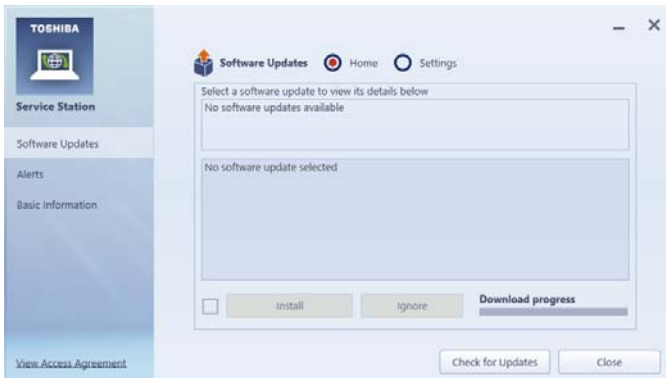 TOSHIBA
Service Station
Software Updates
Alerts
Basic Information
View Access Agreement
Software Updates Home Settings
Select a software update to view its details below
No software updates available
No software update selected
Install Ignore Download progress
Check for Updates Close